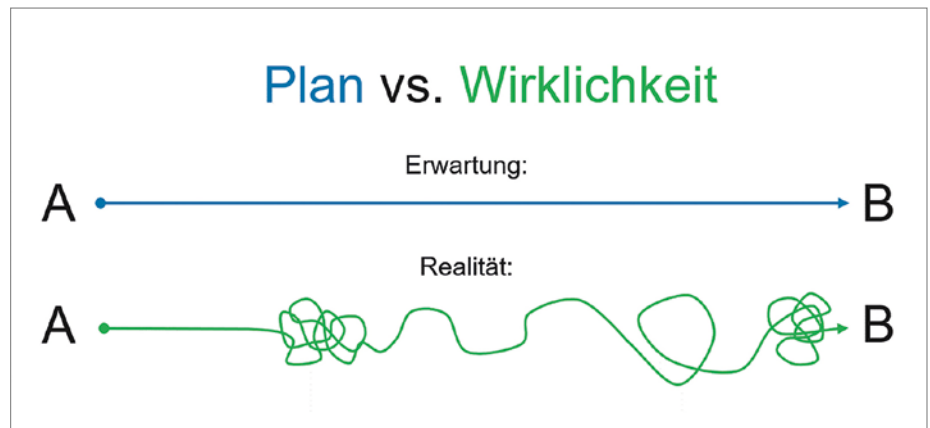 Plan vs. Wirklichkeit
Erwartung:
A B
Realität:
A B